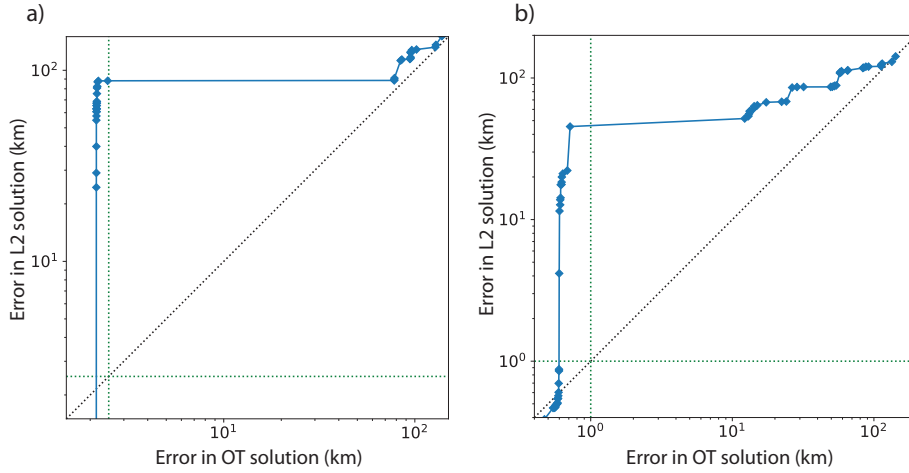 a)
10²
10¹
Error in L2 solution (km)
10¹
10²
Error in OT solution (km)
b)
10²
10¹
10⁰
Error in L2 solution (km)
10⁰
10¹
10²
Error in OT solution (km)